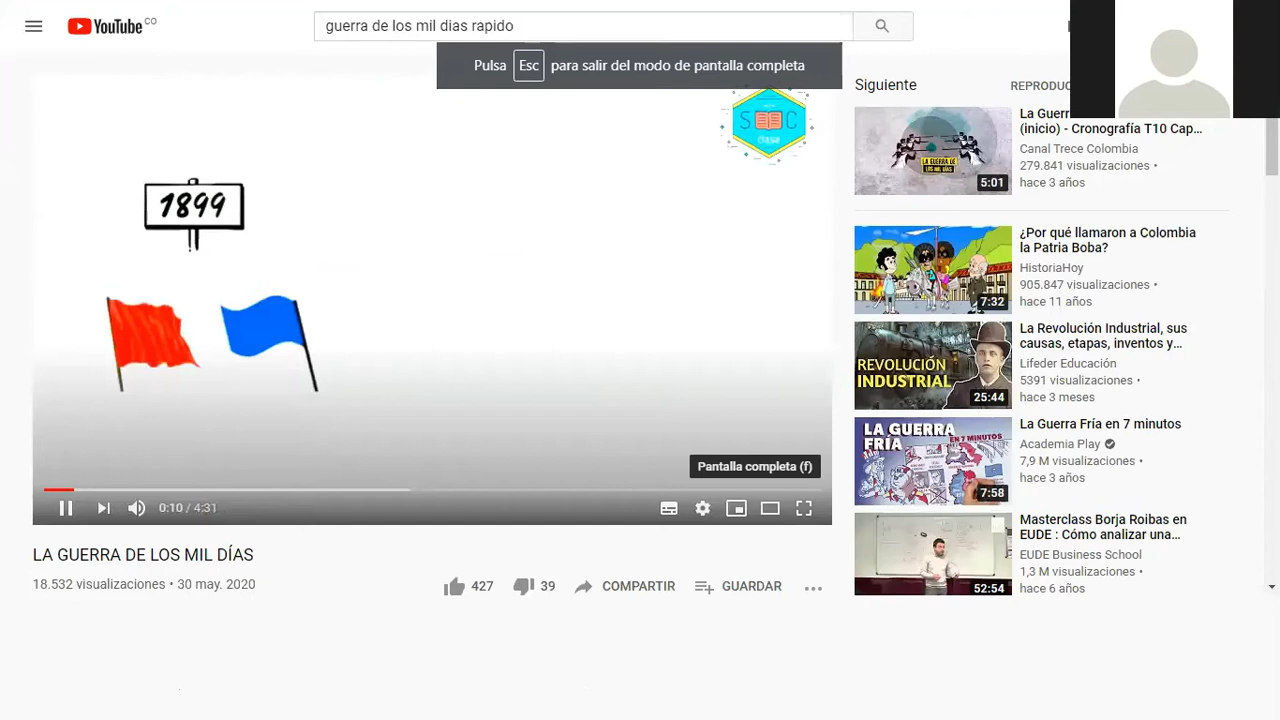 YouTube CO
guerra de los mil dias rapido
Pulsa Esc para salir del modo de pantalla completa
1899
Pantalla completa (f)
0:10 / 4:31
LA GUERRA DE LOS MIL DÍAS
18.532 visualizaciones • 30 may. 2020
427
39
COMPARTIR
GUARDAR
Siguiente
(inicio) - Cronografía T10 Cap...
Canal Trece Colombia
279.841 visualizaciones •
hace 3 años
LA GUERRA DE
LOS MIL DÍAS
5:01
¿Por qué llamaron a Colombia
la Patria Boba?
HistoriaHoy
905.847 visualizaciones •
hace 11 años
7:32
La Revolución Industrial, sus
causas, etapas, inventos y...
Lifeder Educación
5391 visualizaciones •
hace 3 meses
REVOLUCIÓN
INDUSTRIAL
25:44
La Guerra Fría en 7 minutos
Academia Play
7,9 M visualizaciones •
hace 3 años
LA GUERRA
FRÍA
EN 7 MINUTOS
7:58
Masterclass Borja Roibas en
EUDE : Cómo analizar una...
EUDE Business School
1,3 M visualizaciones •
hace 6 años
52:54